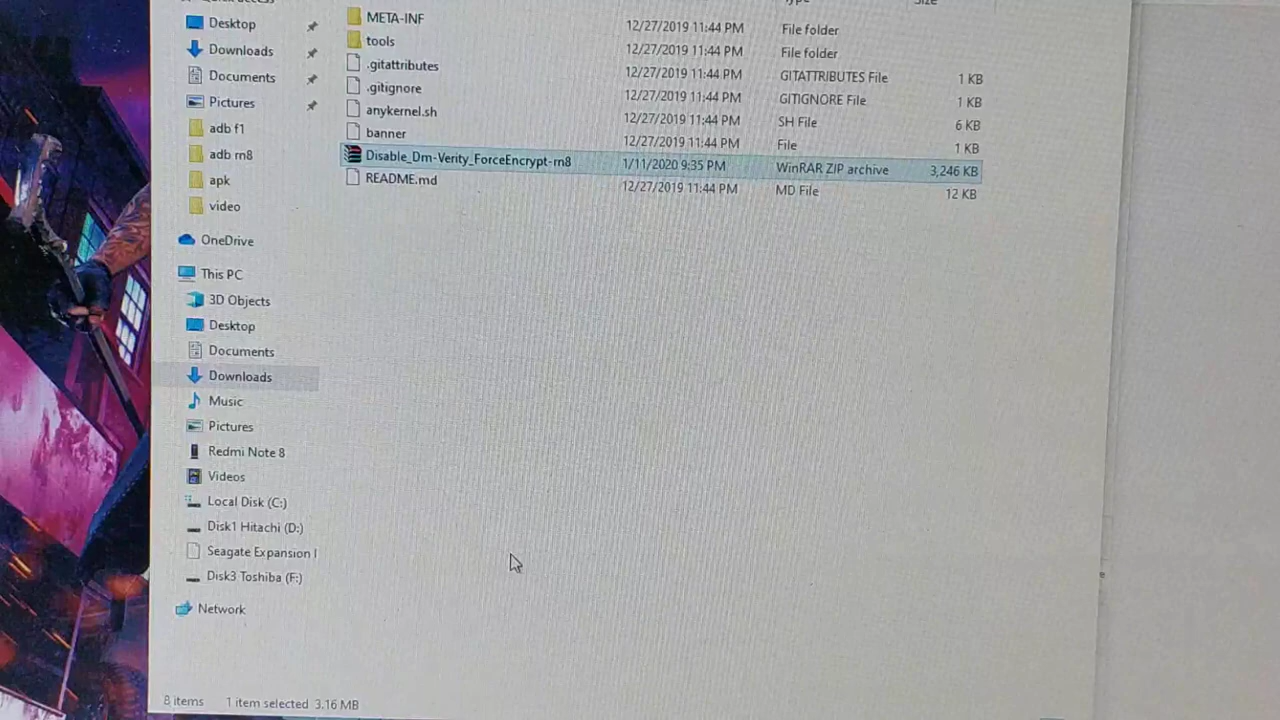 Desktop
Downloads
Documents
Pictures
adb f1
adb rn8
apk
video
OneDrive
This PC
3D Objects
Desktop
Documents
Downloads
Music
Pictures
Redmi Note 8
Videos
Local Disk (C:)
Disk1 Hitachi (D:)
Seagate Expansion
Disk3 Toshiba (F:)
Network
META-INF 12/27/2019 11:44 PM File folder
tools 12/27/2019 11:44 PM File folder
.gitattributes 12/27/2019 11:44 PM GITATTRIBUTES File 1 KB
.gitignore 12/27/2019 11:44 PM GITIGNORE File 1 KB
anykernel.sh 12/27/2019 11:44 PM SH File 6 KB
banner 12/27/2019 11:44 PM File 1 KB
Disable_Dm-Verity_ForceEncrypt-rn8 1/11/2020 9:35 PM WinRAR ZIP archive 3,246 KB
README.md 12/27/2019 11:44 PM MD File 12 KB
8 items 1 item selected 3.16 MB